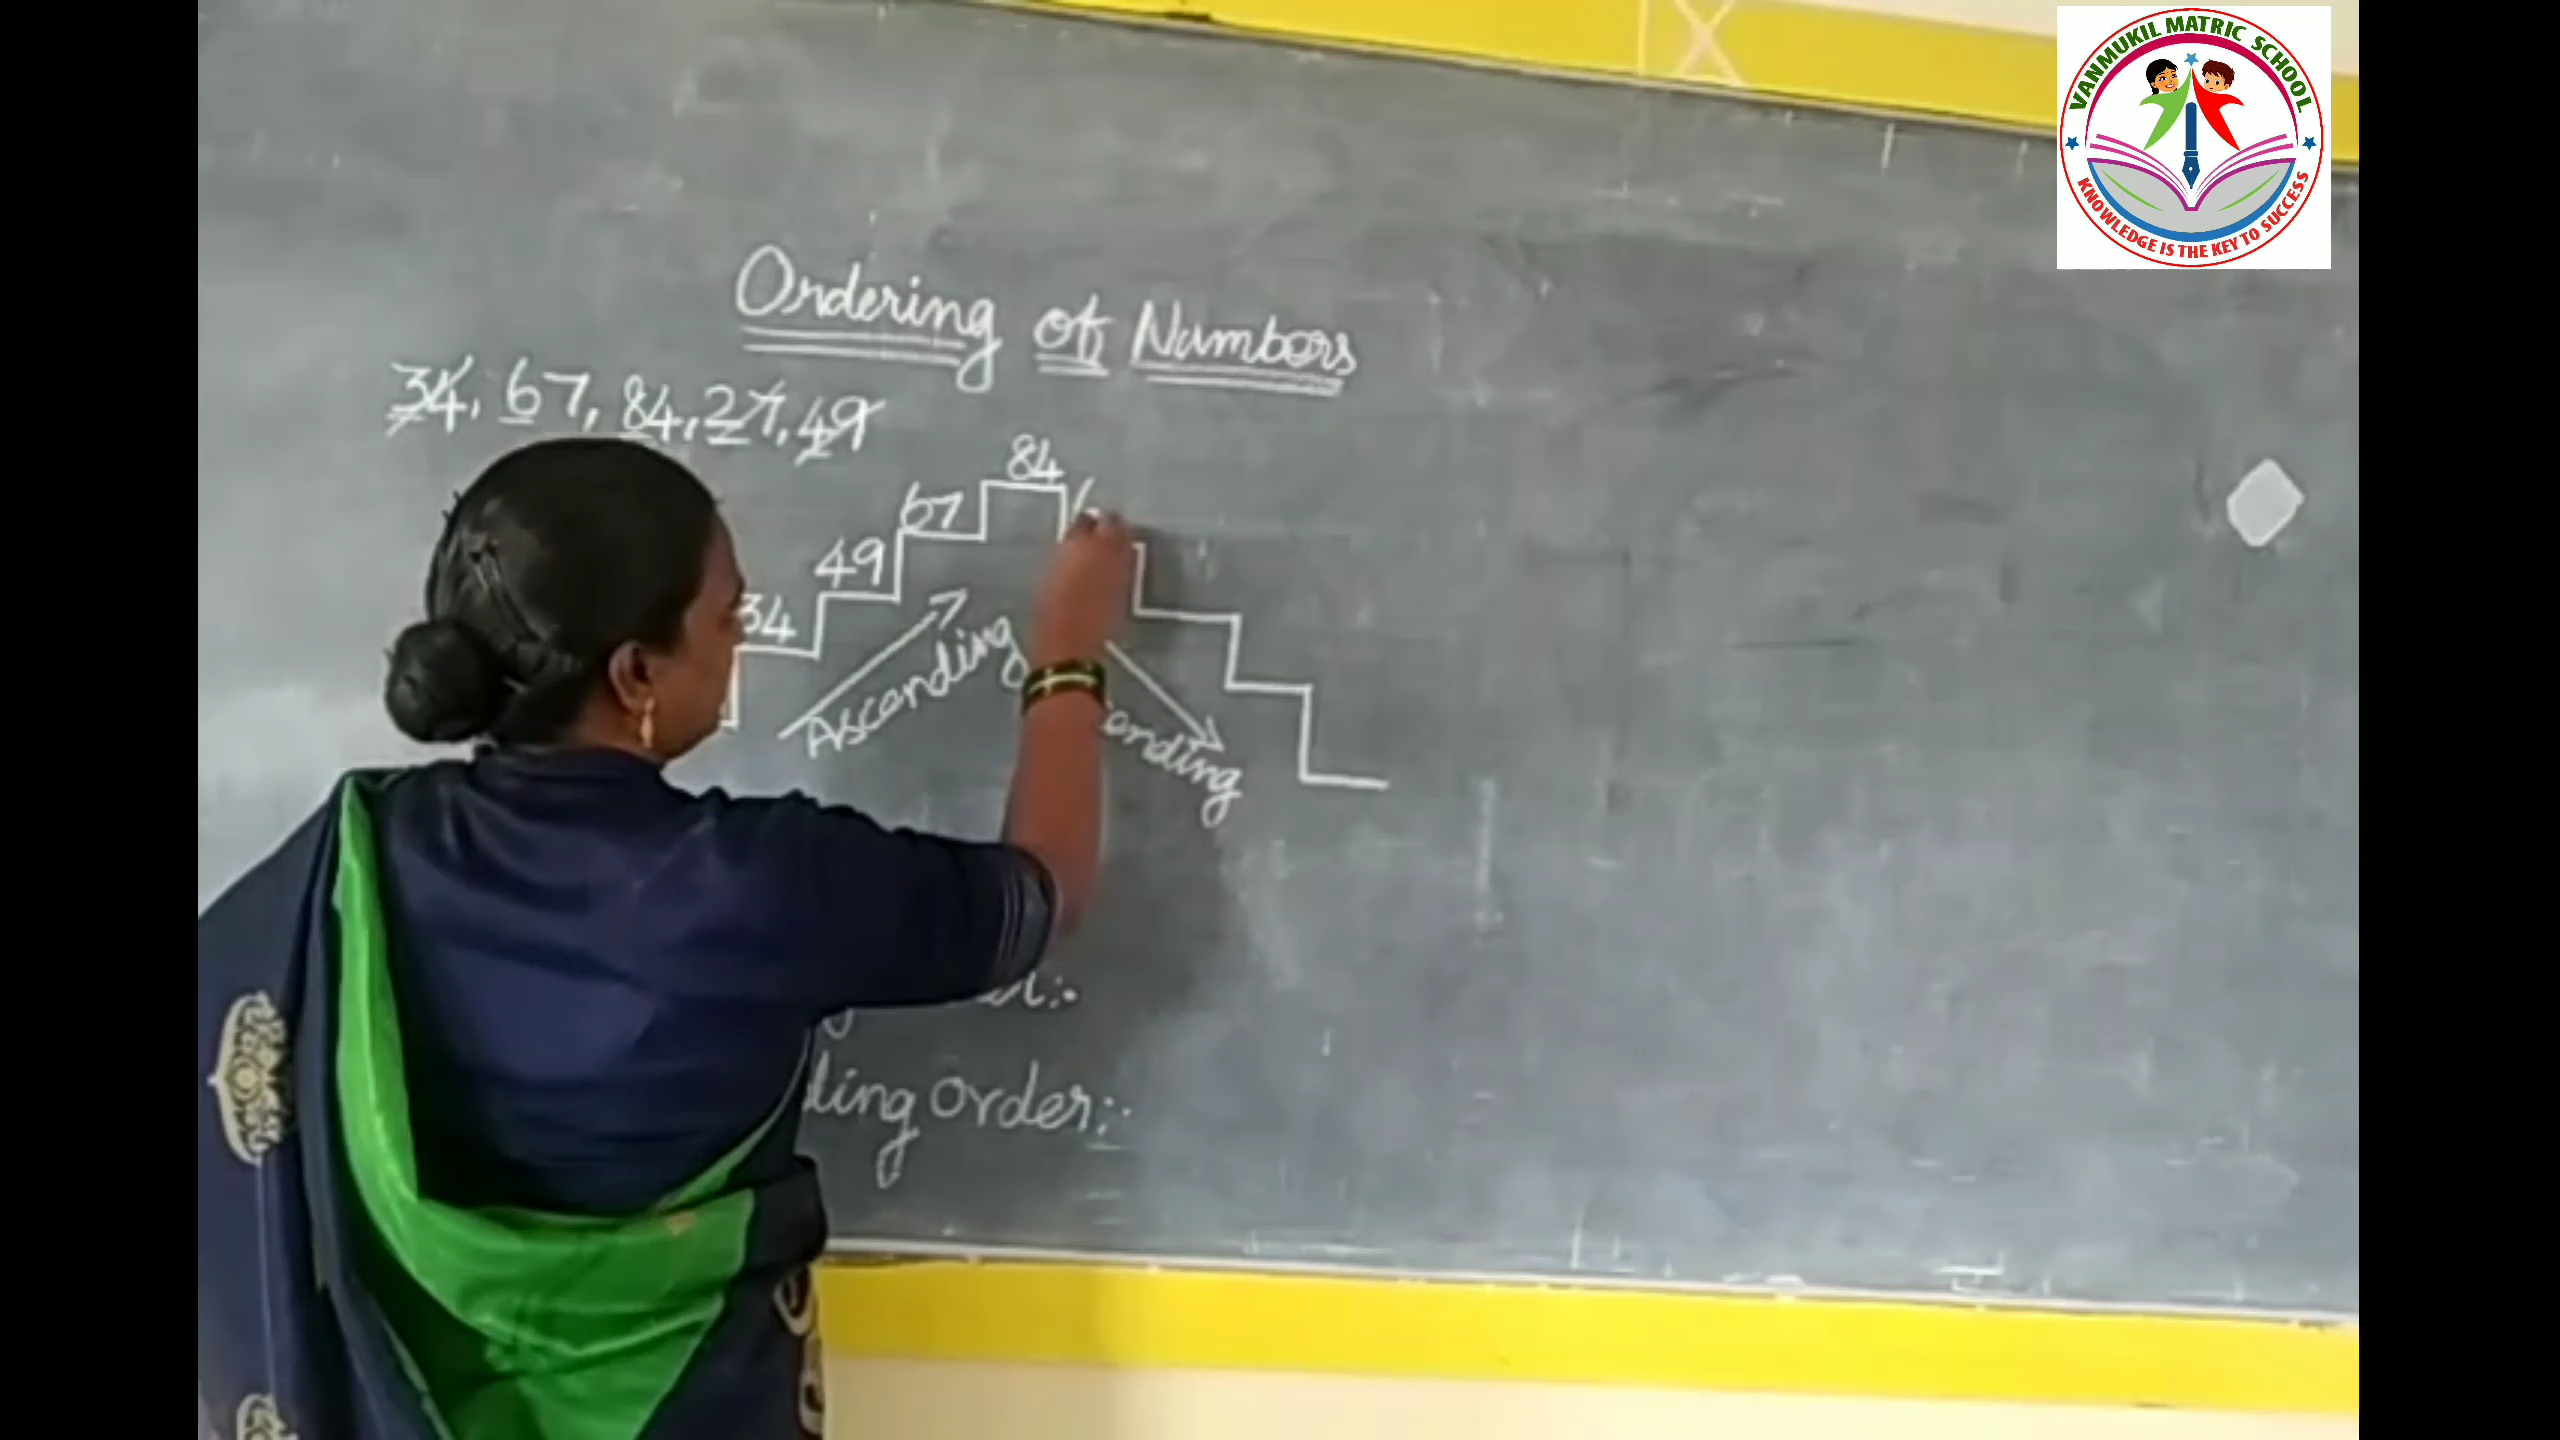 VANMUKIL MATRIC SCHOOL
KNOWLEDGE IS THE KEY TO SUCCESS
Ordering of Numbers
34, 67, 84, 27, 49
84
67
49
34
Ascending
ending
order:-